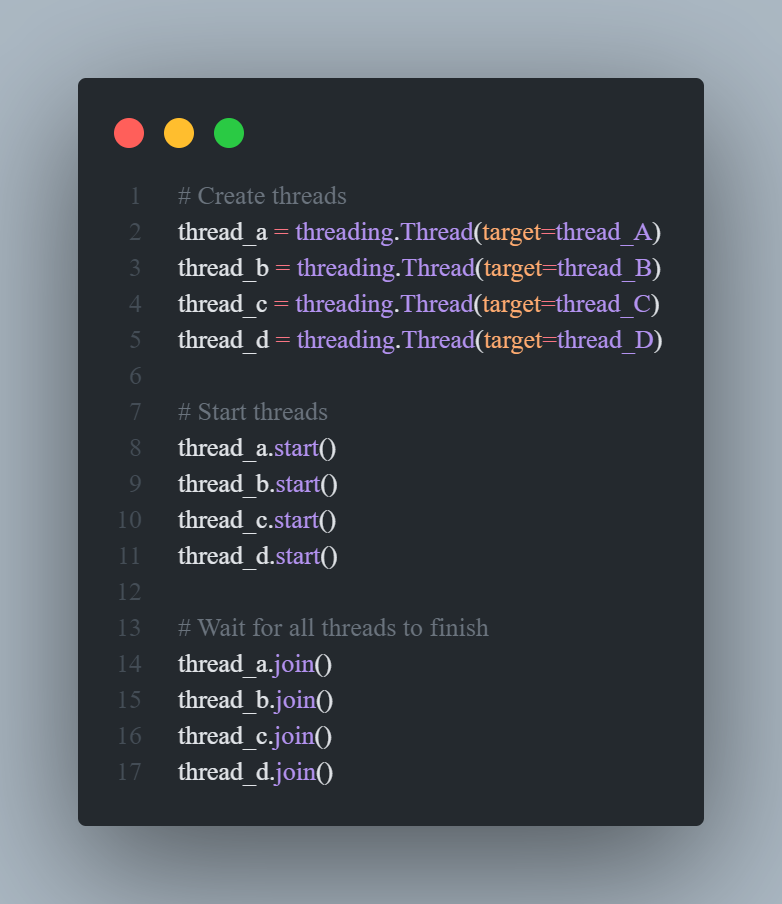 1 # Create threads
2 thread_a = threading.Thread(target=thread_A)
3 thread_b = threading.Thread(target=thread_B)
4 thread_c = threading.Thread(target=thread_C)
5 thread_d = threading.Thread(target=thread_D)
6
7 # Start threads
8 thread_a.start()
9 thread_b.start()
10 thread_c.start()
11 thread_d.start()
12
13 # Wait for all threads to finish
14 thread_a.join()
15 thread_b.join()
16 thread_c.join()
17 thread_d.join()